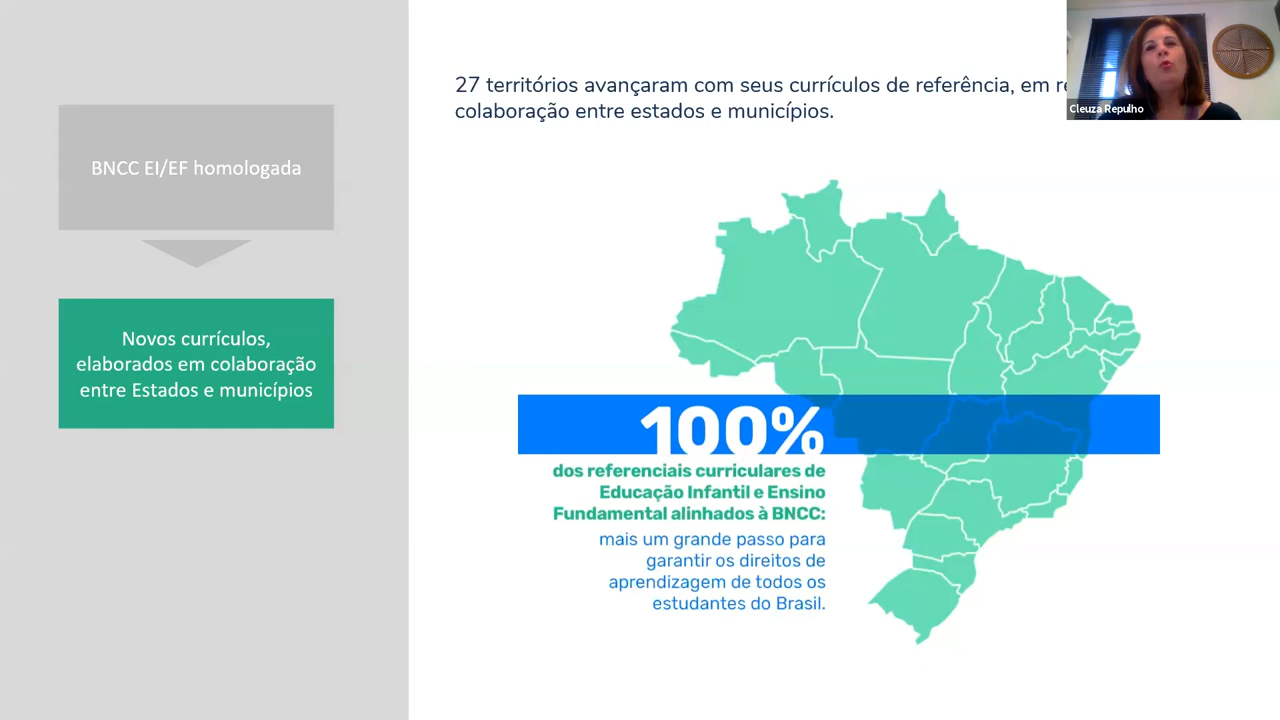 27 territórios avançaram com seus currículos de referência, em
colaboração entre estados e municípios.
Cleuza Repulho
BNCC EI/EF homologada
Novos currículos,
elaborados em colaboração
entre Estados e municípios
100%
dos referenciais curriculares de
Educação Infantil e Ensino
Fundamental alinhados à BNCC:
mais um grande passo para
garantir os direitos de
aprendizagem de todos os
estudantes do Brasil.